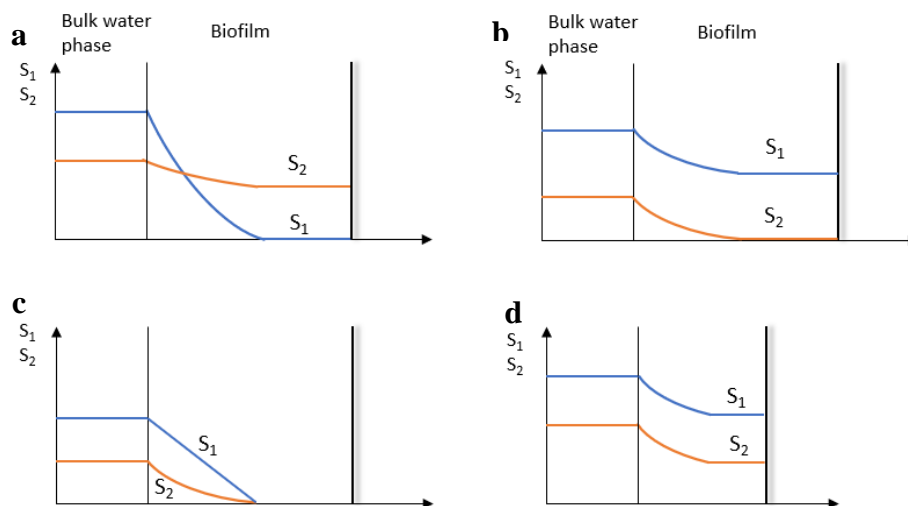 a
Bulk water
phase
Biofilm
S₁
S₂
S₂
S₁
b
Bulk water
phase
Biofilm
S₁
S₂
S₁
S₂
c
S₁
S₂
S₁
S₂
d
S₁
S₂
S₁
S₂